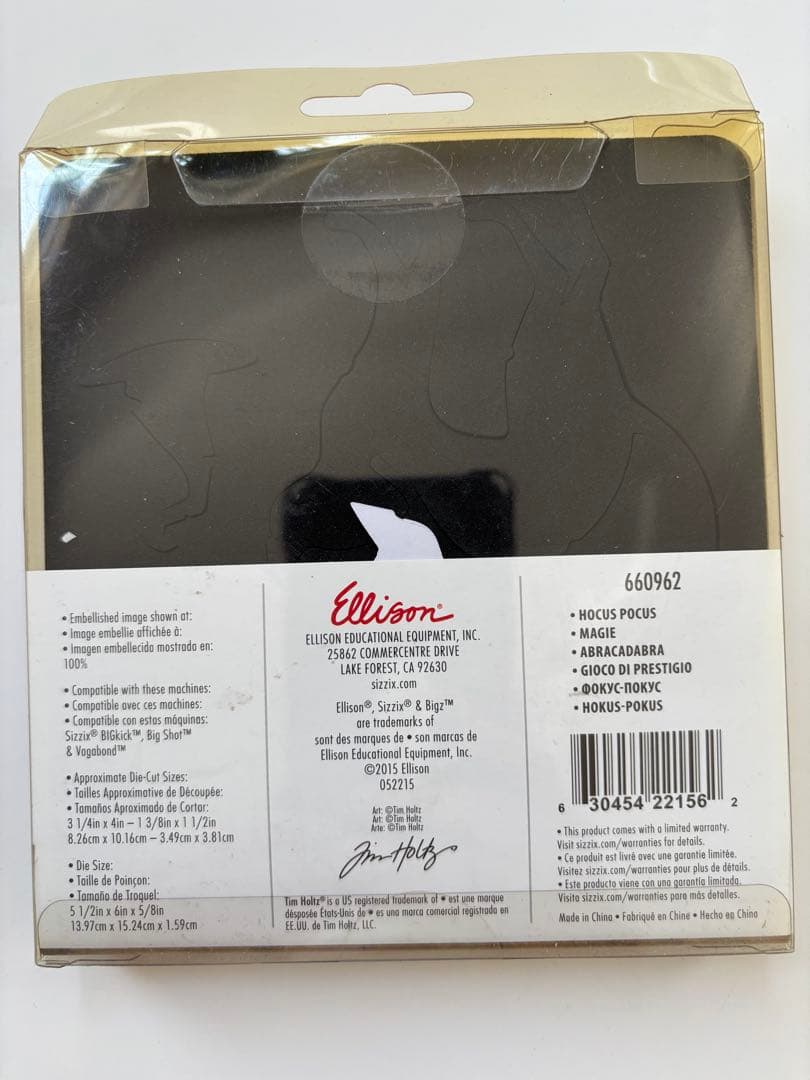 • Embellished image shown at:
• Image embellie affichée à:
• Imagen embellecida mostrada en:
100%
• Compatible with these machines:
• Compatible avec ces machines:
• Compatible con estas máquinas:
Sizzix® BIGkick™, Big Shot™
& Vagabond™
• Approximate Die-Cut Sizes:
• Tailles Approximative de Découpée:
• Tamaños Aproximado de Cortar:
3 1/4in x 4in – 1 3/8in x 1 1/2in
8.26cm x 10.16cm – 3.49cm x 3.81cm
• Die Size:
• Taille de Poinçon:
• Tamaño de Troquel:
5 1/2in x 6in x 5/8in
13.97cm x 15.24cm x 1.59cm
Ellison®
ELLISON EDUCATIONAL EQUIPMENT, INC.
25862 COMMERCENTRE DRIVE
LAKE FOREST, CA 92630
sizzix.com
Ellison®, Sizzix® & Bigz™
are trademarks of
sont des marques de • son marcas de
Ellison Educational Equipment, Inc.
©2015 Ellison
052215
Art: ©Tim Holtz
Art: ©Tim Holtz
Arte: ©Tim Holtz
Tim Holtz
Tim Holtz® is a US registered trademark of • est une marque
désposée États-Unis de • es una marca comercial registrada en
EE.UU. de Tim Holtz, LLC.
660962
• HOCUS POCUS
• MAGIE
• ABRACADABRA
• GIOCO DI PRESTIGIO
• ФОКУС-ПОКУС
• HOKUS-POKUS
6 30454 22156 2
• This product comes with a limited warranty.
Visit sizzix.com/warranties for details.
• Ce produit est livré avec une garantie limitée.
Visitez sizzix.com/warranties pour plus de détails.
• Este producto viene con una garantía limitada.
Visita sizzix.com/warranties para más detalles.
Made in China • Fabriqué en Chine • Hecho en China